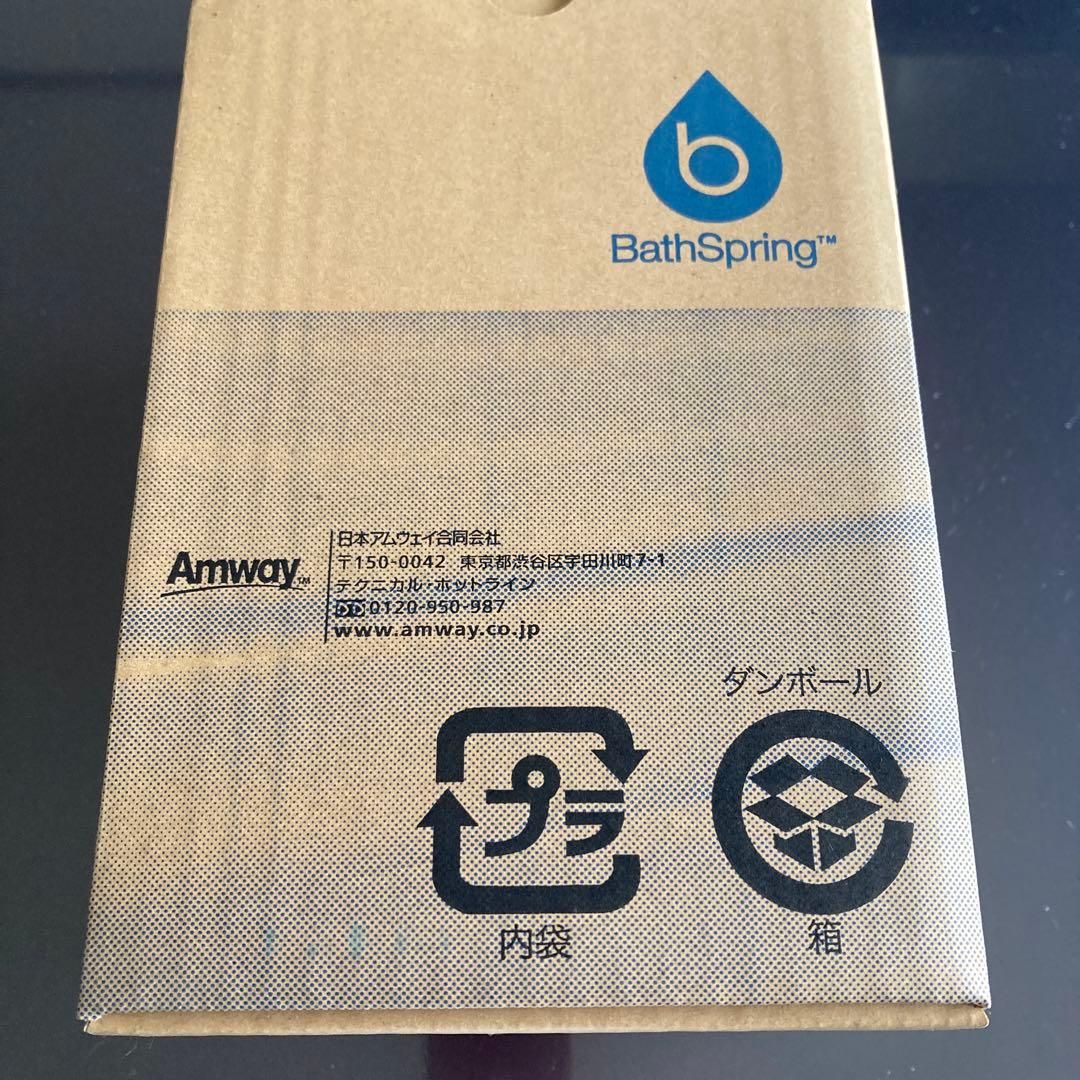 b
BathSpring™
Amway™
日本アムウェイ合同会社
〒150-0042 東京都渋谷区宇田川町7-1
テクニカル・ホットライン
0120-950-987
www.amway.co.jp
ダンボール
プラ
内袋
箱